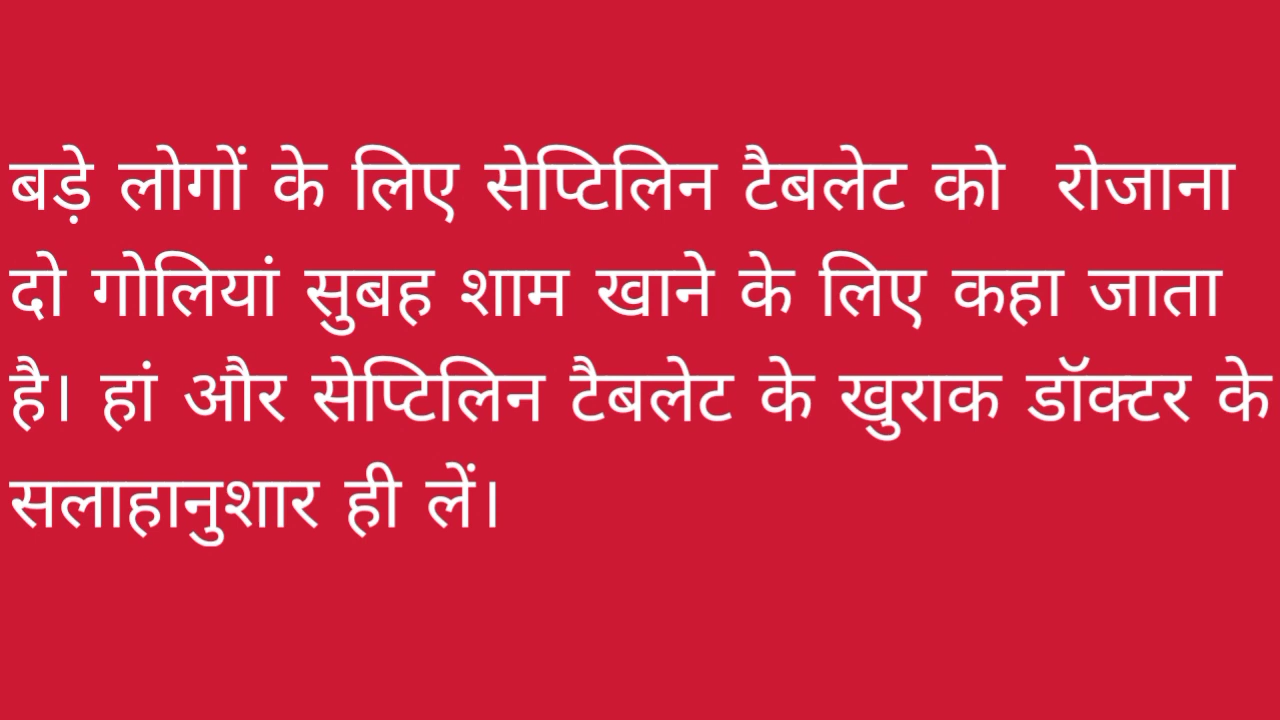 बड़े लोगों के लिए सेप्टिलिन टैबलेट को रोजाना
दो गोलियां सुबह शाम खाने के लिए कहा जाता
है। हां और सेप्टिलिन टैबलेट के खुराक डॉक्टर के
सलाहानुशार ही लें।